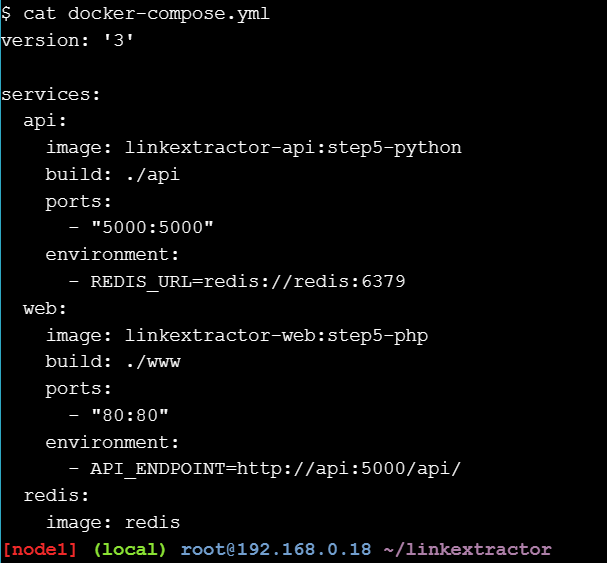 $ cat docker-compose.yml
version: '3'

services:
  api:
    image: linkextractor-api:step5-python
    build: ./api
    ports:
      - "5000:5000"
    environment:
      - REDIS_URL=redis://redis:6379
  web:
    image: linkextractor-web:step5-php
    build: ./www
    ports:
      - "80:80"
    environment:
      - API_ENDPOINT=http://api:5000/api/
  redis:
    image: redis
[node1] (local) root@192.168.0.18 ~/linkextractor